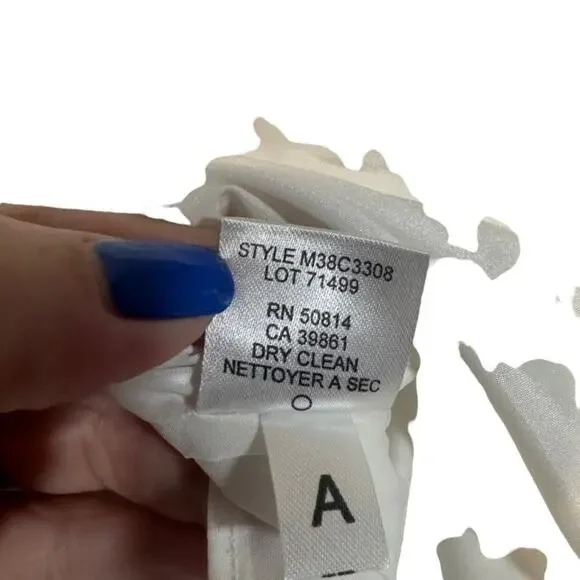 STYLE M38C3308
LOT 71499
RN 50814
CA 39861
DRY CLEAN
NETTOYER A SEC
A